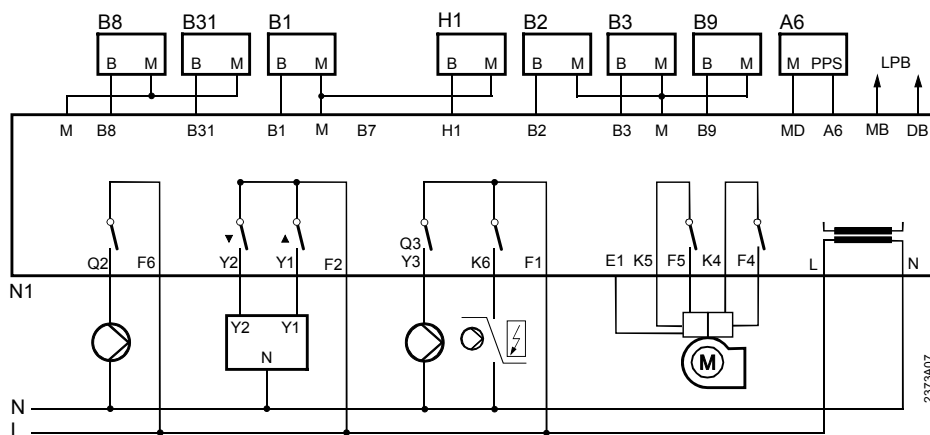 B8 B31 B1 H1 B2 B3 B9 A6
B M B M B M B M B M B M B M M PPS LPB
M B8 B31 B1 M B7 H1 B2 B3 M B9 MD A6 MB DB
Q3
Q2 F6 Y2 Y1 F2 Y3 K6 F1 E1 K5 F5 K4 F4 L N
N1
Y2 Y1
N
M
2373A07
N
L